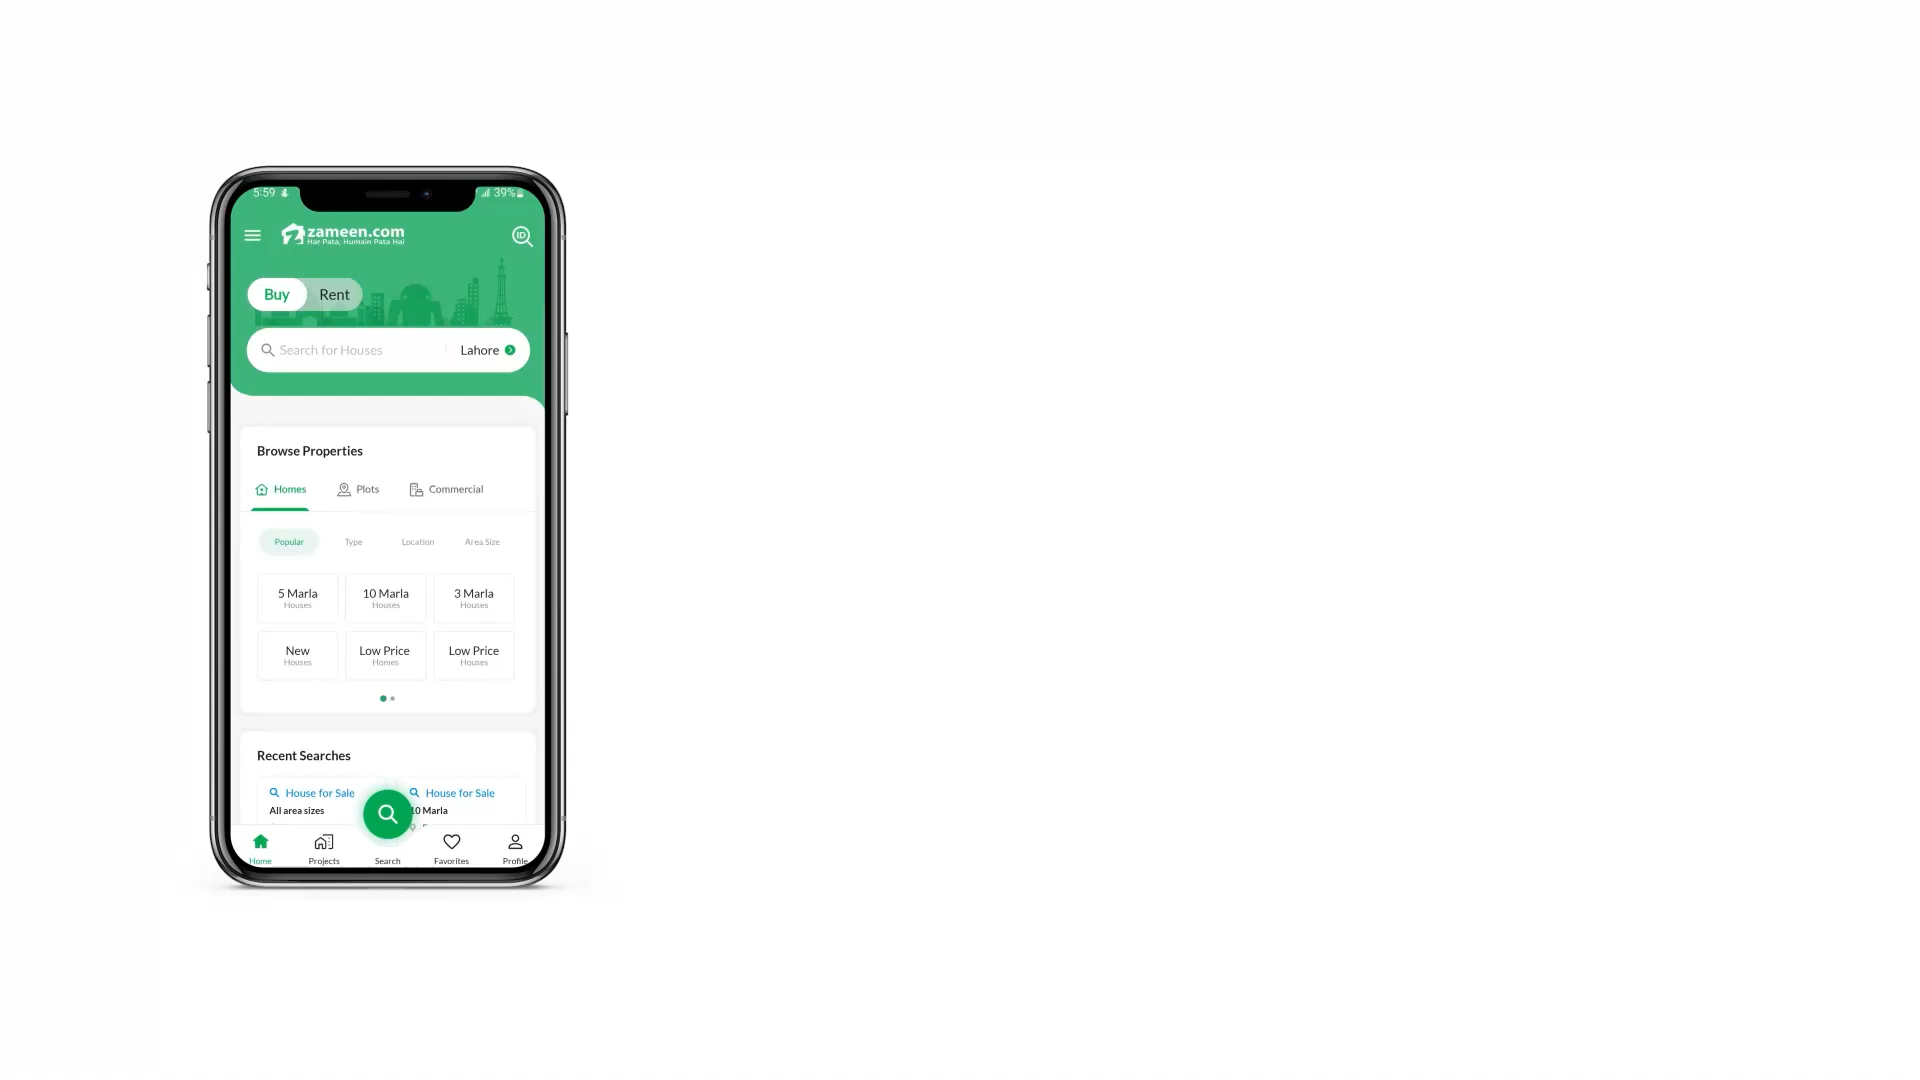 5:59 39%
zameen.com
Har Pata, Humain Pata Hai
ID
Buy Rent
Search for Houses Lahore
Browse Properties
Homes Plots Commercial
Popular Type Location Area Size
5 Marla 10 Marla 3 Marla
Houses Houses Houses
New Low Price Low Price
Houses Homes Houses
Recent Searches
House for Sale House for Sale
All area sizes 10 Marla
Home Projects Search Favorites Profile